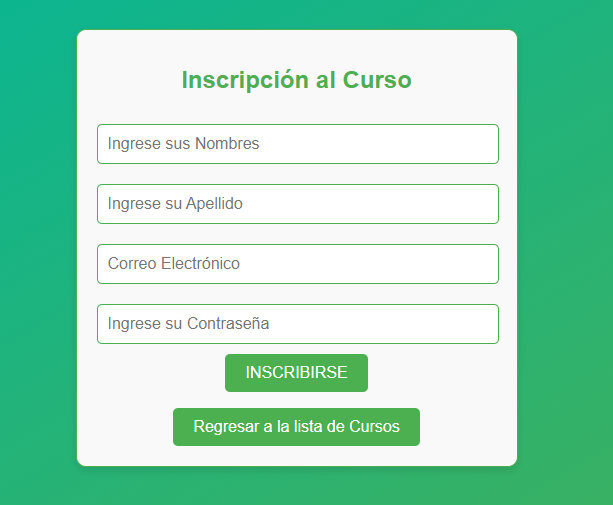 Inscripción al Curso
Ingrese sus Nombres
Ingrese su Apellido
Correo Electrónico
Ingrese su Contraseña
INSCRIBIRSE
Regresar a la lista de Cursos